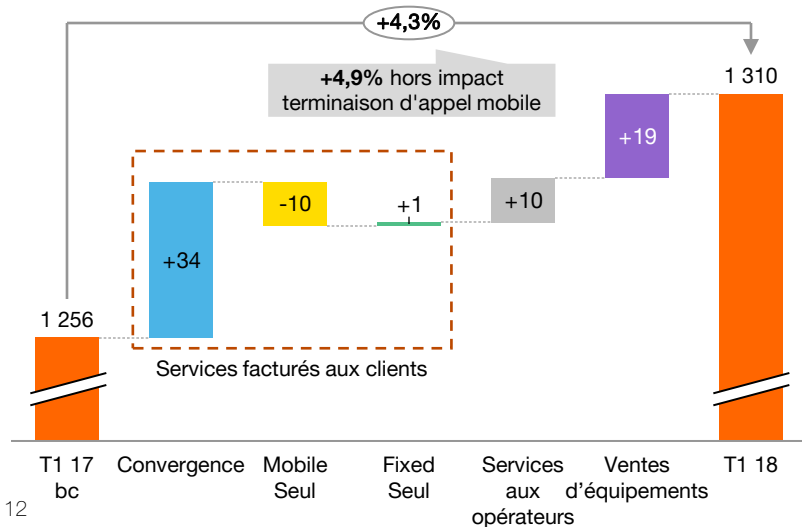 +4,3%
+4,9% hors impact
terminaison d'appel mobile
1 310
+19
-10
+1
+10
+34
1 256
Services facturés aux clients
T1 17
bc
Convergence
Mobile
Seul
Fixed
Seul
Services
aux
opérateurs
Ventes
d'équipements
T1 18
12